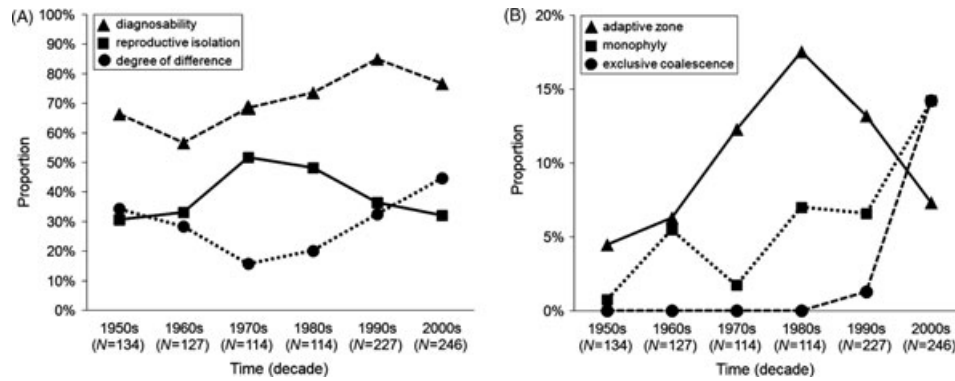 (A)
diagnosability
reproductive isolation
degree of difference
100%
90%
80%
70%
60%
50%
40%
30%
20%
10%
0%
Proportion
1950s 1960s 1970s 1980s 1990s 2000s
(N=134) (N=127) (N=114) (N=114) (N=227) (N=246)
Time (decade)
(B)
adaptive zone
monophyly
exclusive coalescence
20%
15%
10%
5%
0%
Proportion
1950s 1960s 1970s 1980s 1990s 2000s
(N=134) (N=127) (N=114) (N=114) (N=227) (N=246)
Time (decade)